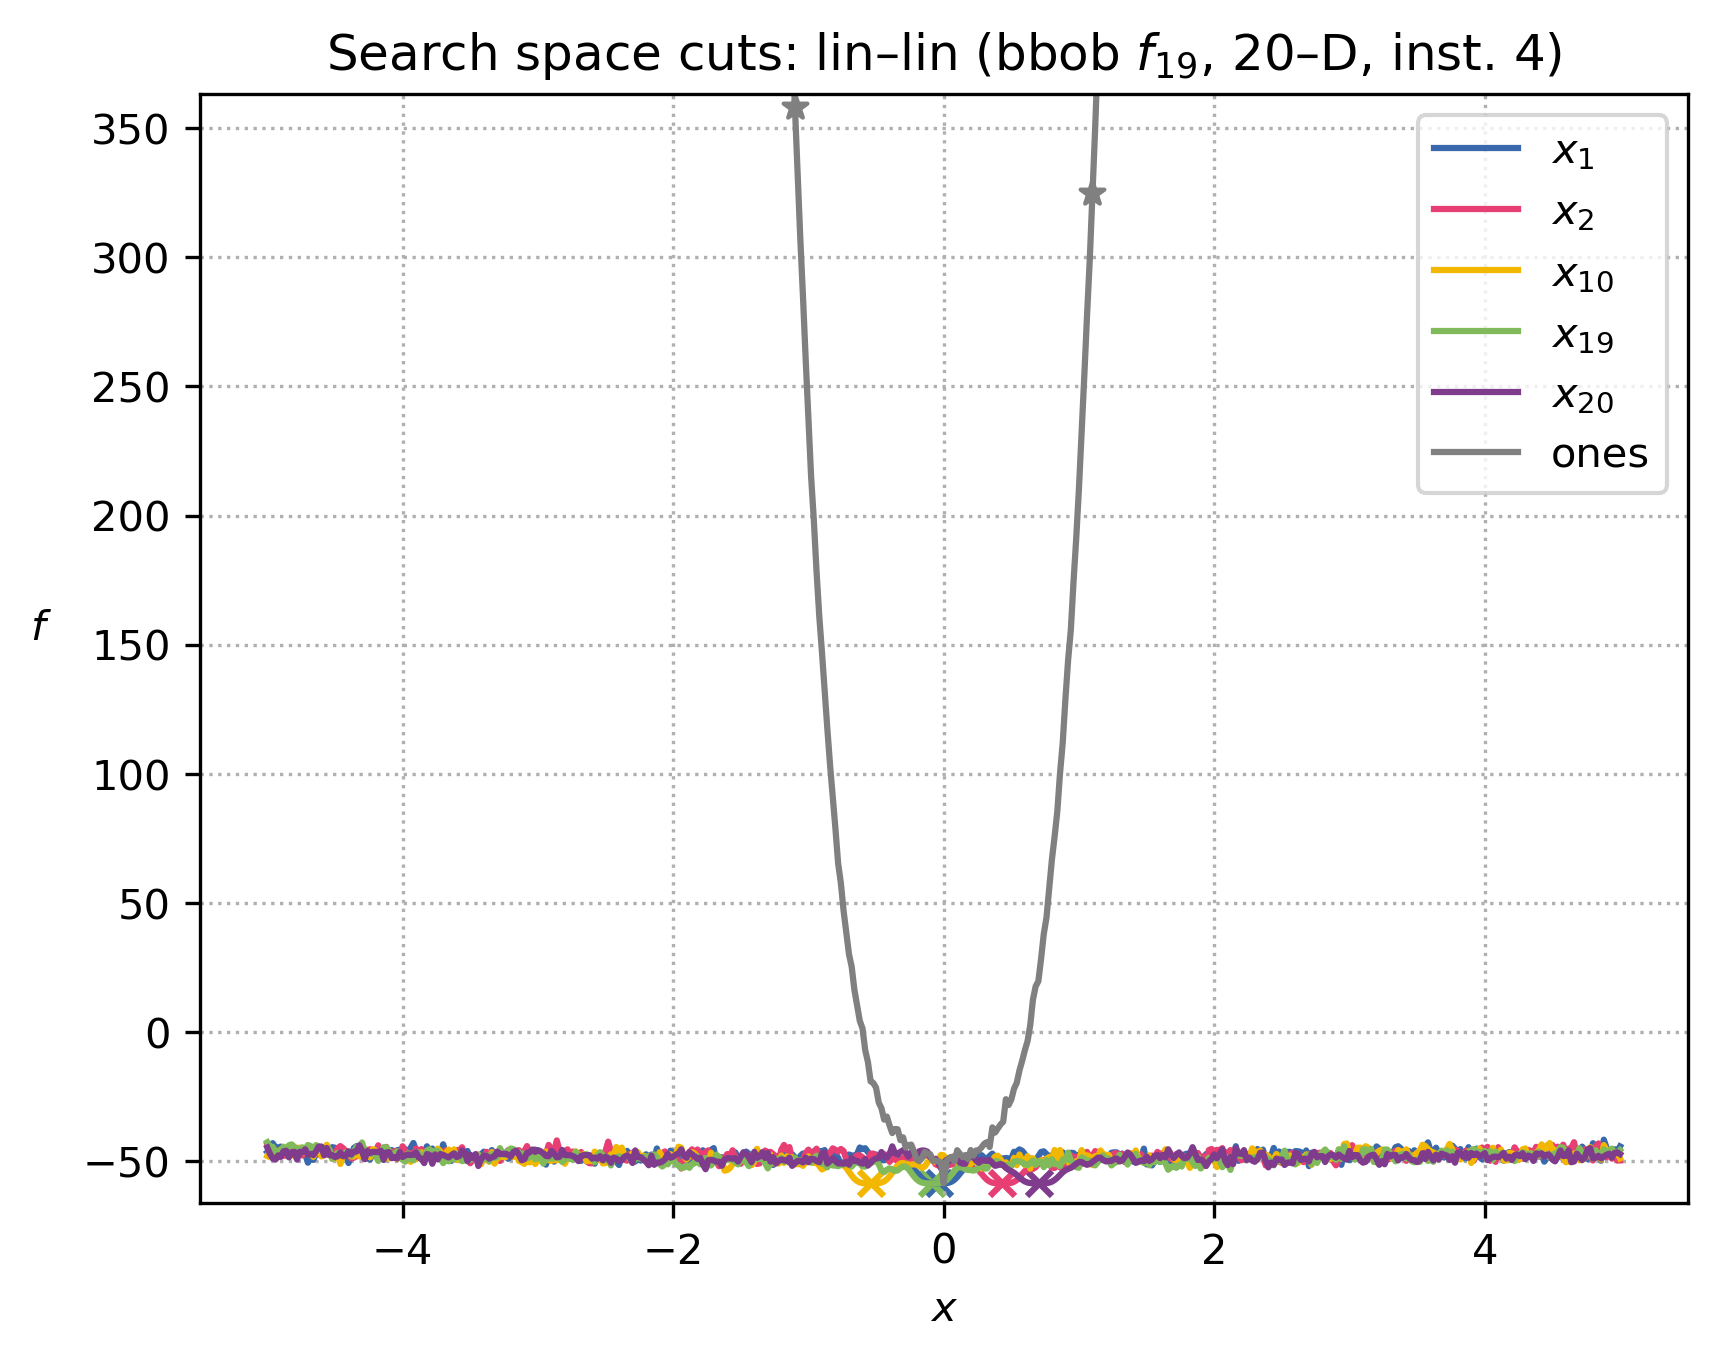 Search space cuts: lin–lin (bbob f₁₉, 20–D, inst. 4)
350
300
250
200
150
100
50
0
−50
f
−4
−2
0
2
4
x
x₁
x₂
x₁₀
x₁₉
x₂₀
ones